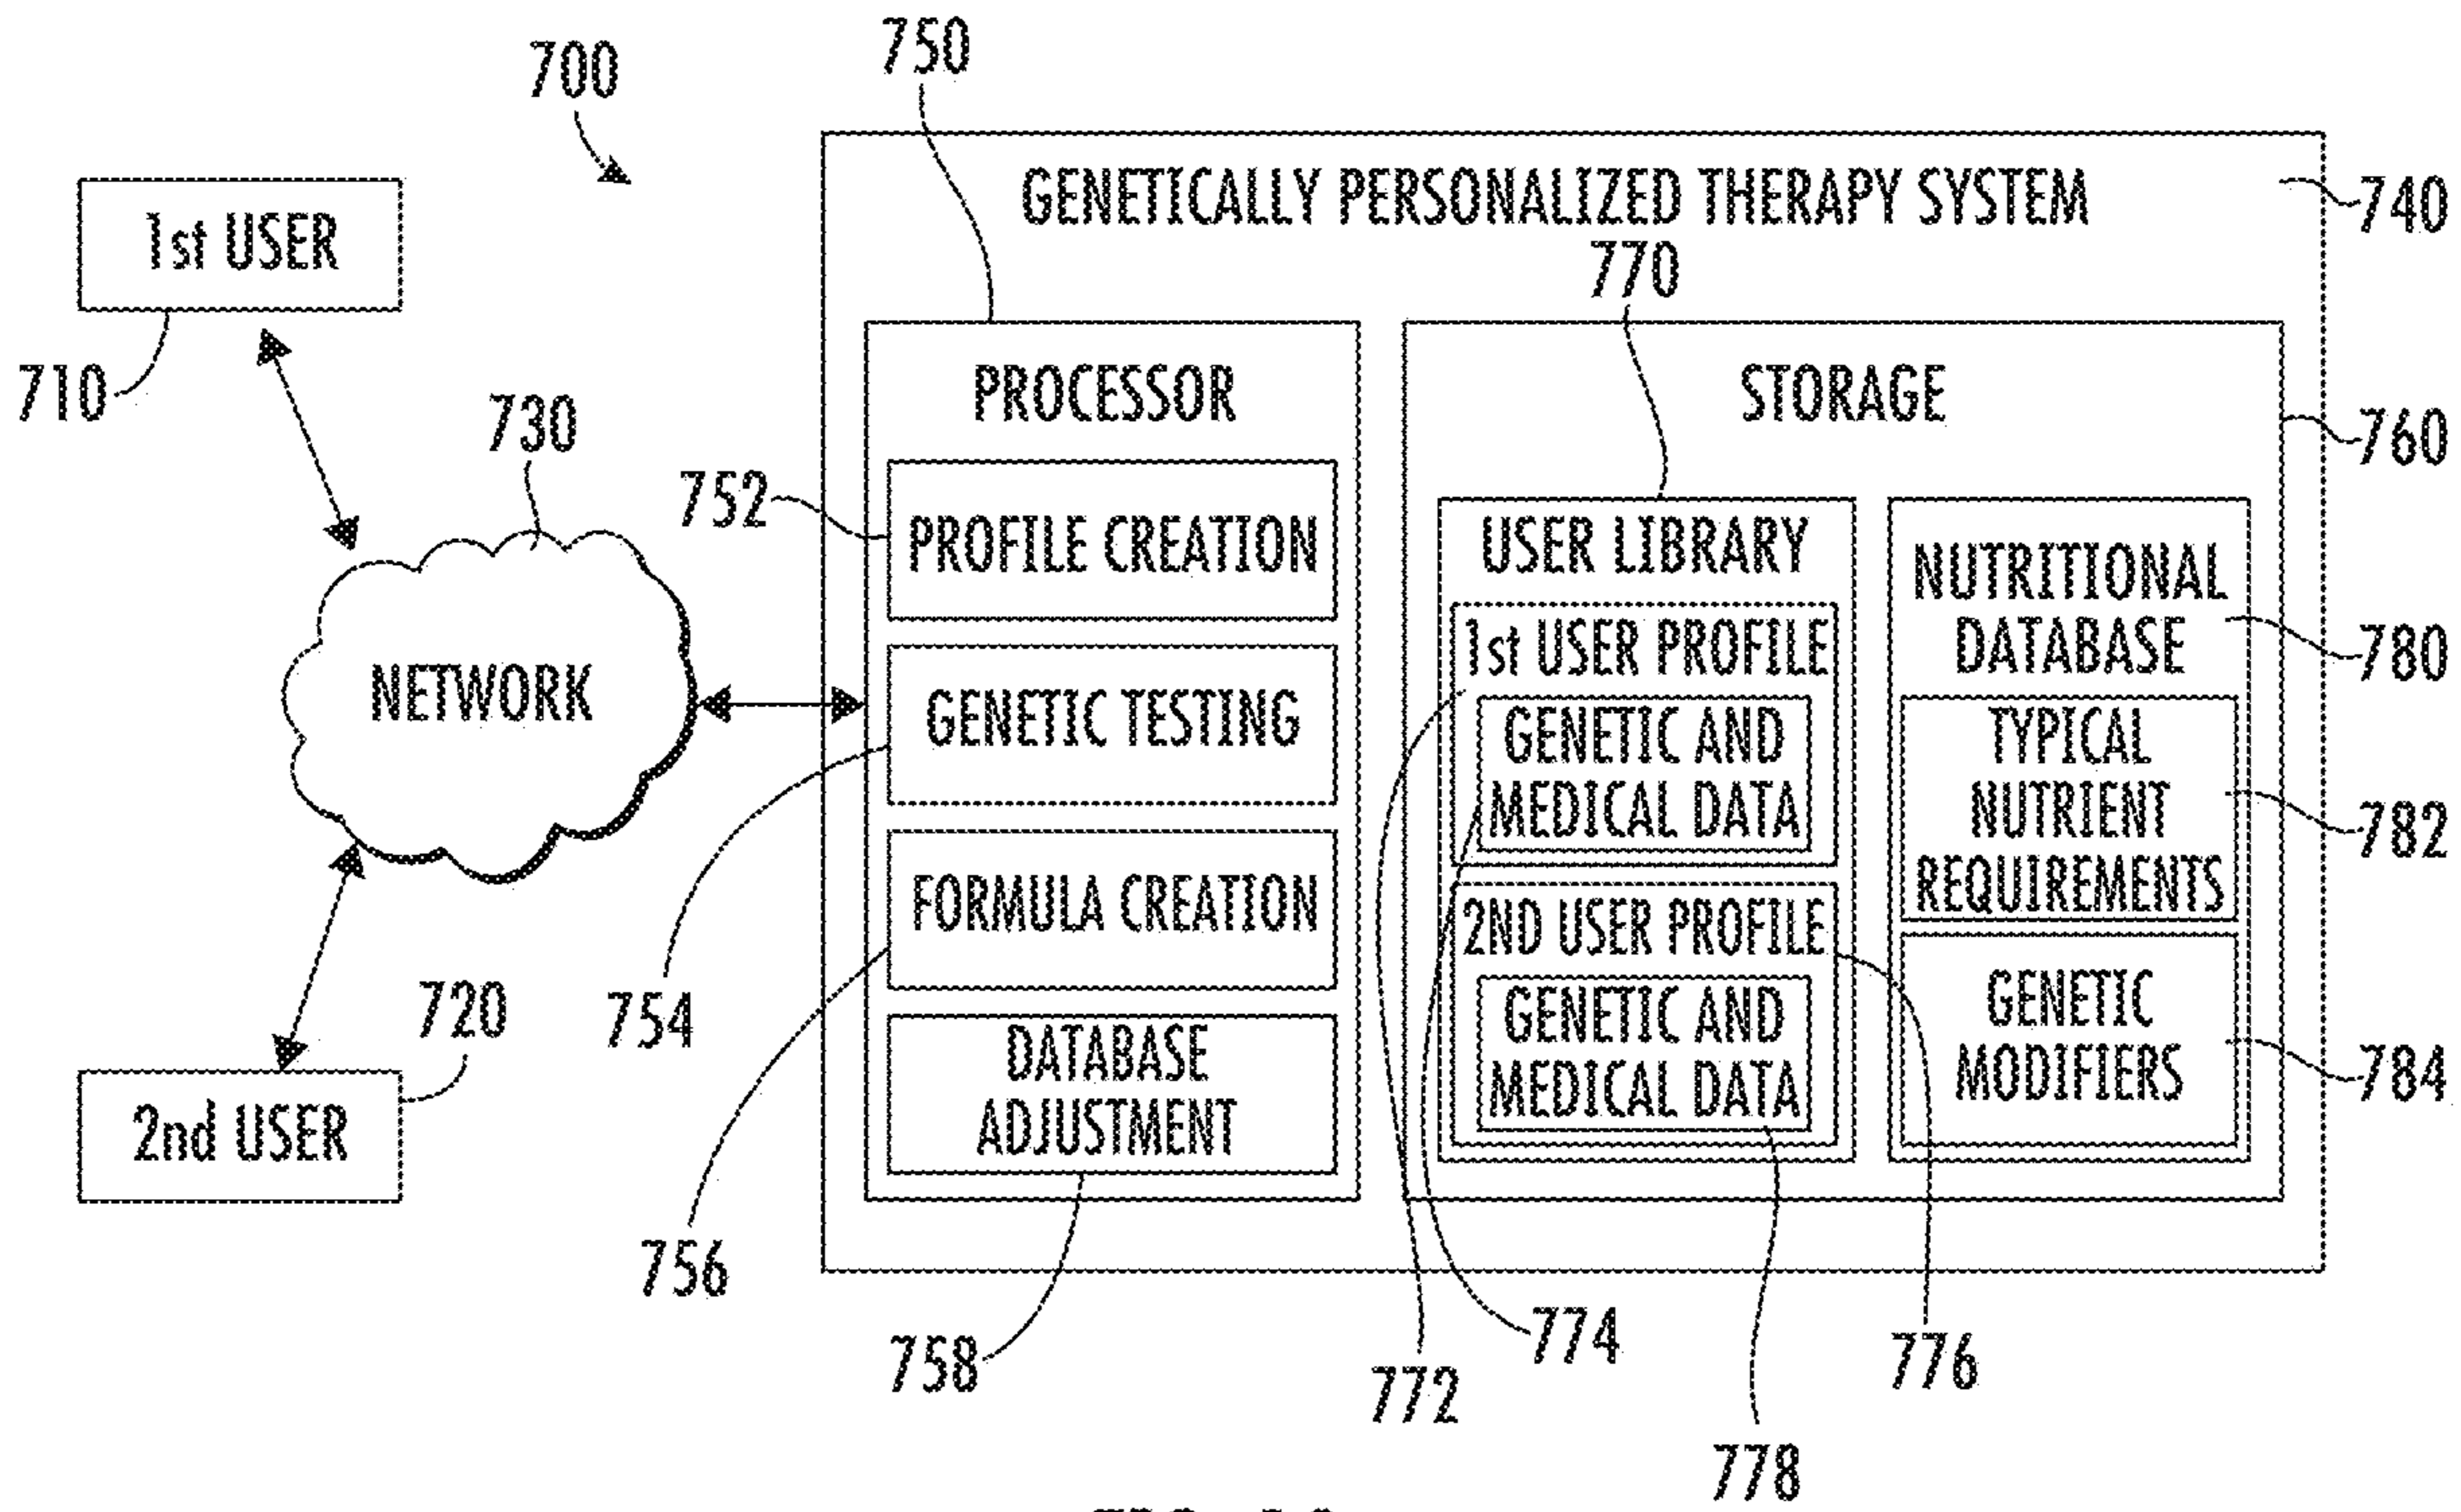 700
750
GENETICALLY PERSONALIZED THERAPY SYSTEM
740
1st USER
710
730
NETWORK
2nd USER
720
PROCESSOR
752
PROFILE CREATION
GENETIC TESTING
754
FORMULA CREATION
756
DATABASE
ADJUSTMENT
758
770
STORAGE
760
USER LIBRARY
1st USER PROFILE
GENETIC AND
MEDICAL DATA
2ND USER PROFILE
GENETIC AND
MEDICAL DATA
NUTRITIONAL
DATABASE
780
TYPICAL
NUTRIENT
REQUIREMENTS
782
GENETIC
MODIFIERS
784
774
772
776
778